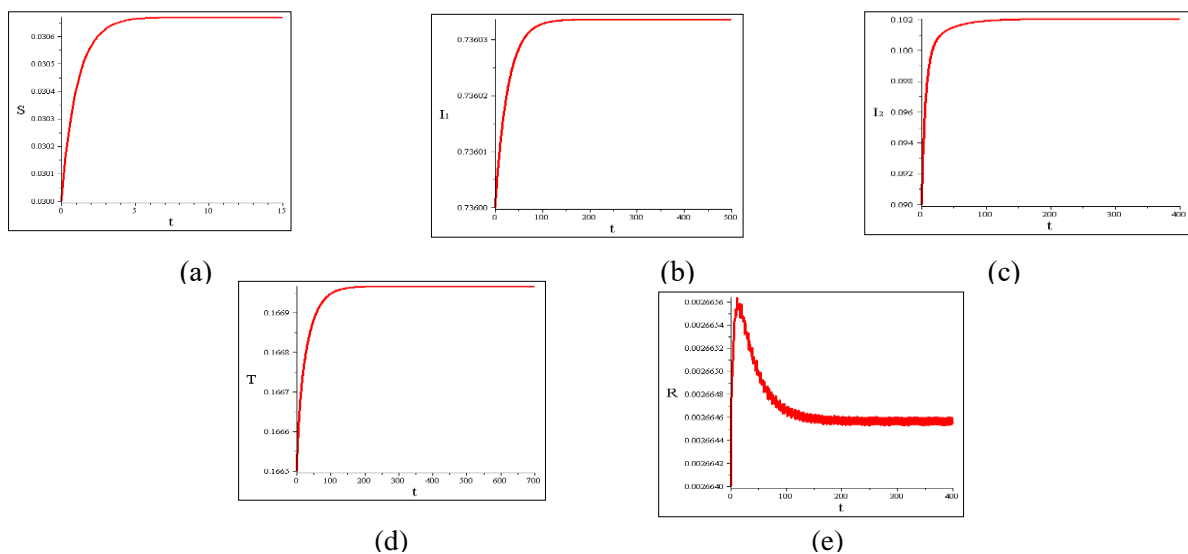 0.0306
0.0305
0.0304
S
0.0303
0.0302
0.0301
0.0300
0 5 10 15
t
(a)
0.73603
0.73602
I₁
0.73601
0.73600
0 100 200 300 400 500
t
(b)
0.102
0.100
0.098
I₂
0.096
0.094
0.092
0.090
0 100 200 300 400
t
(c)
0.1669
0.1668
T
0.1667
0.1666
0.1665
0 100 200 300 400 500 600 700
t
(d)
0.0026656
0.0026654
0.0026652
0.0026650
R
0.0026648
0.0026646
0.0026644
0.0026642
0.0026640
0 100 200 300 400
t
(e)